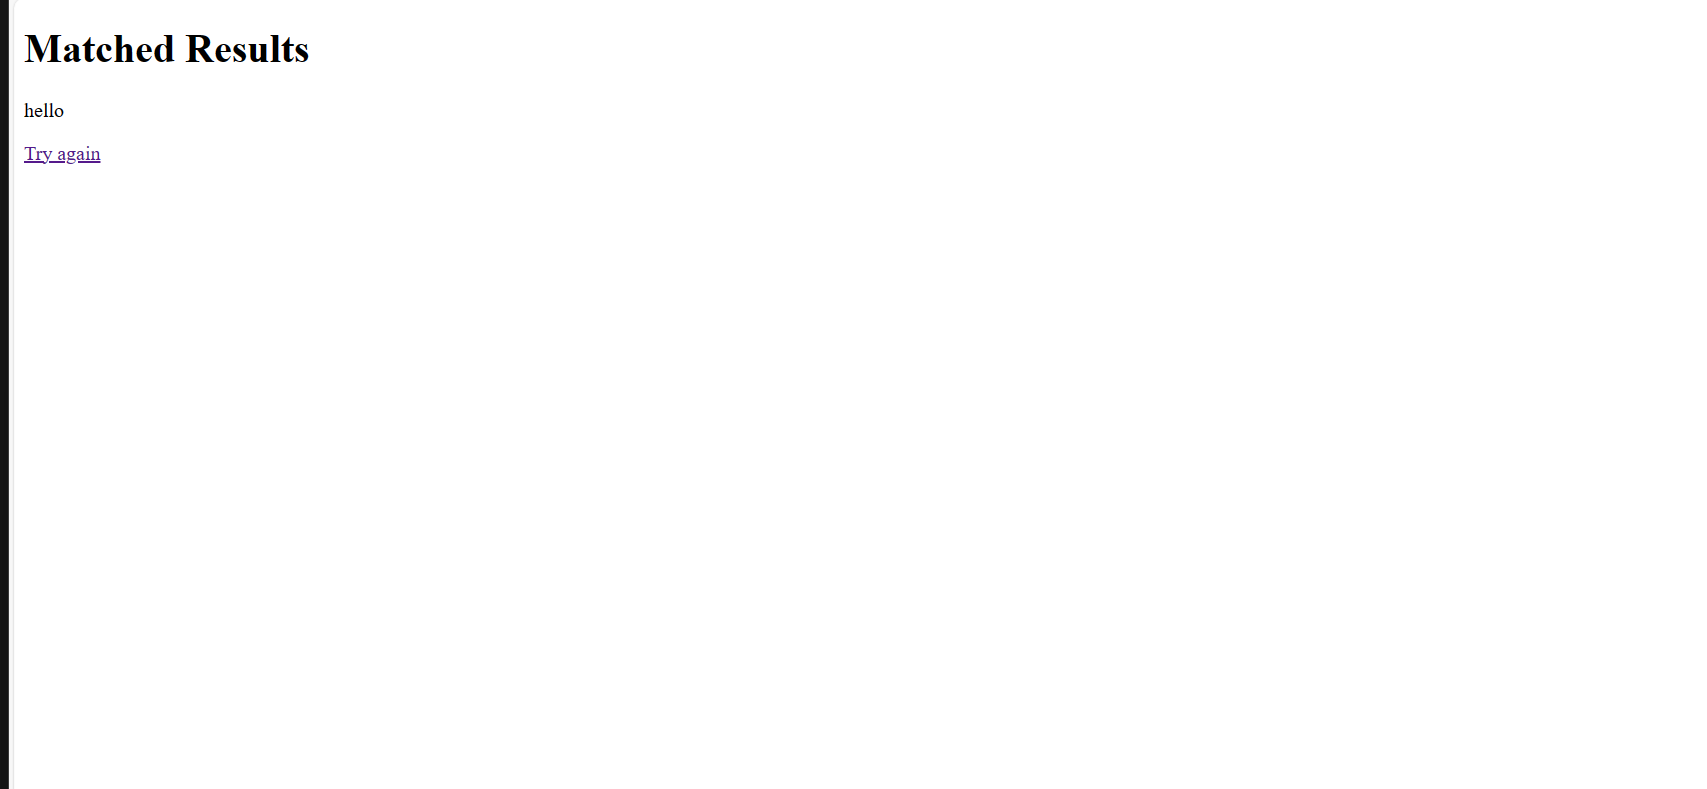 Matched Results
hello
Try again